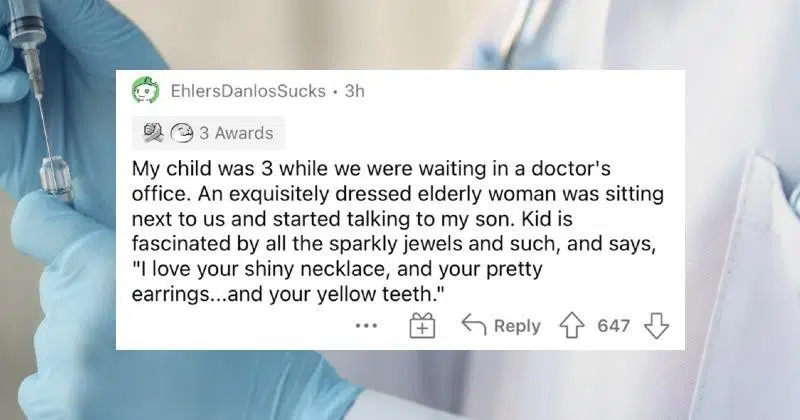 EhlersDanlosSucks • 3h
3 Awards
My child was 3 while we were waiting in a doctor's
office. An exquisitely dressed elderly woman was sitting
next to us and started talking to my son. Kid is
fascinated by all the sparkly jewels and such, and says,
"I love your shiny necklace, and your pretty
earrings...and your yellow teeth."
Reply 647